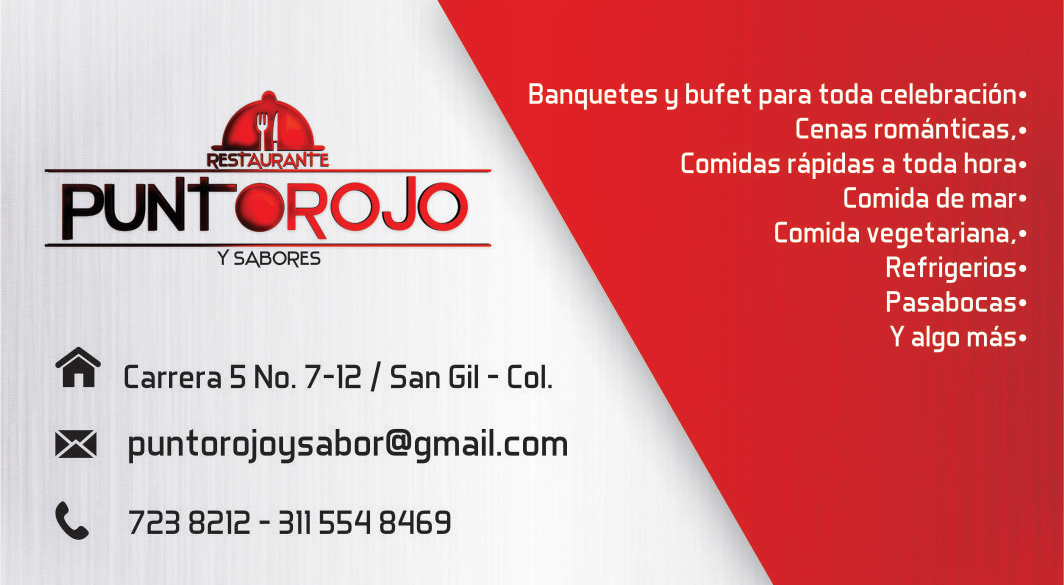 RESTAURANTE
PUNTOROJO
Y SABORES
Carrera 5 No. 7-12 / San Gil - Col.
puntorojoysabor@gmail.com
723 8212 - 311 554 8469
Banquetes y bufet para toda celebración•
Cenas románticas,•
Comidas rápidas a toda hora•
Comida de mar•
Comida vegetariana,•
Refrigerios•
Pasabocas•
Y algo más•